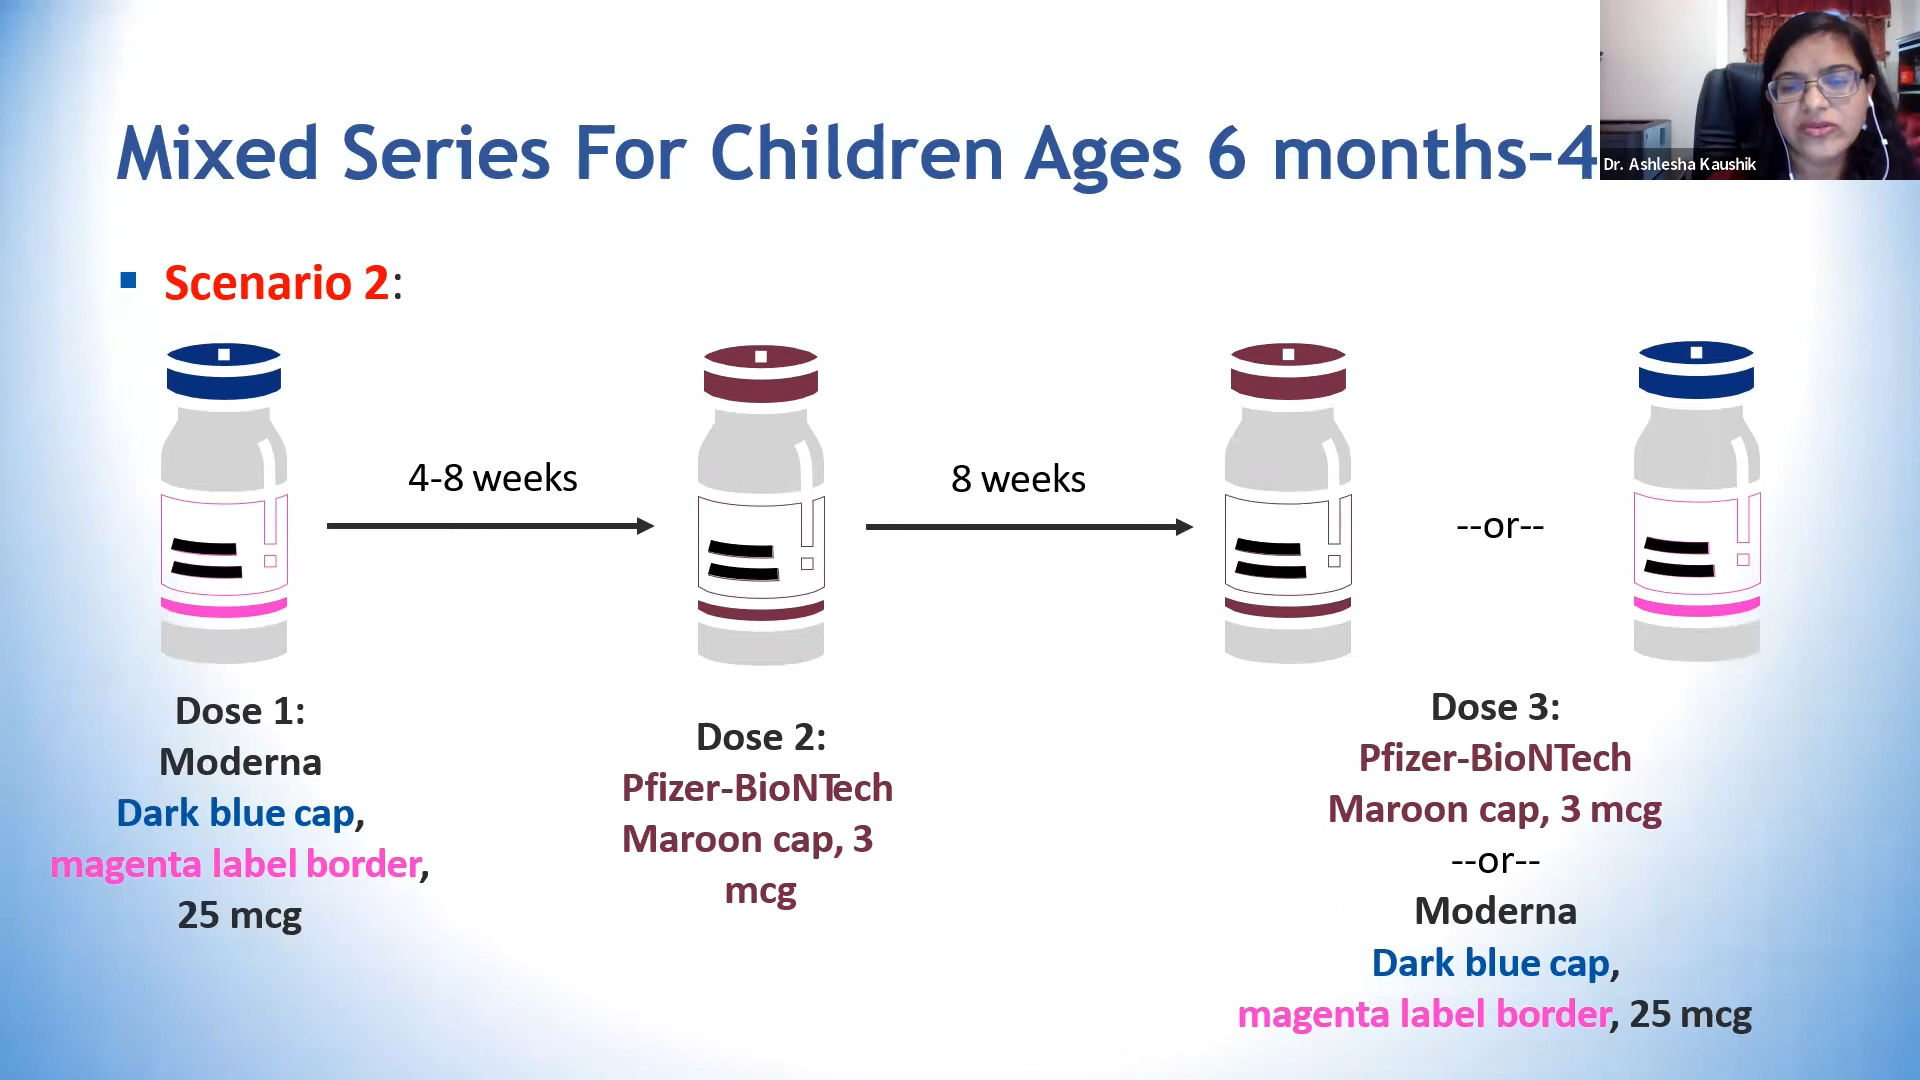 Mixed Series For Children Ages 6 months-4
Dr. Ashlesha Kaushik
Scenario 2:
4-8 weeks
8 weeks
--or--
Dose 1:
Moderna
Dark blue cap,
magenta label border,
25 mcg
Dose 2:
Pfizer-BioNTech
Maroon cap, 3
mcg
Dose 3:
Pfizer-BioNTech
Maroon cap, 3 mcg
--or--
Moderna
Dark blue cap,
magenta label border, 25 mcg